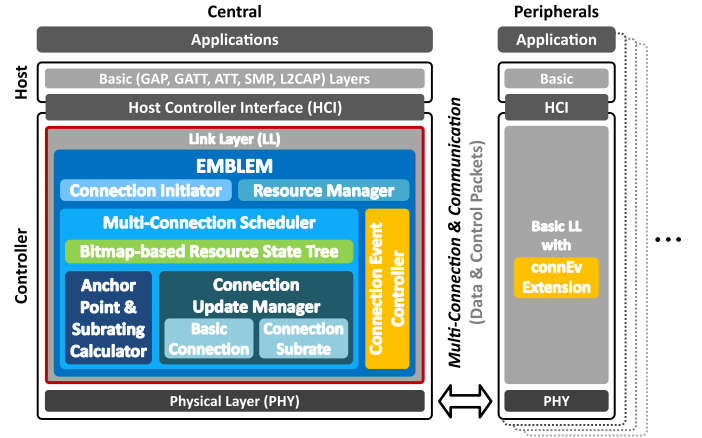 Central
Peripherals
Applications
Application
Host
Basic (GAP, GATT, ATT, SMP, L2CAP) Layers
Basic
Host Controller Interface (HCI)
HCI
Controller
Link Layer (LL)
EMBLEM
Connection Initiator
Resource Manager
Multi-Connection Scheduler
Bitmap-based Resource State Tree
Anchor
Point &
Subrating
Calculator
Connection
Update Manager
Basic
Connection
Connection
Subrate
Connection Event
Controller
Multi-Connection & Communication
(Data & Control Packets)
Basic LL
with
connEv
Extension
...
Physical Layer (PHY)
PHY